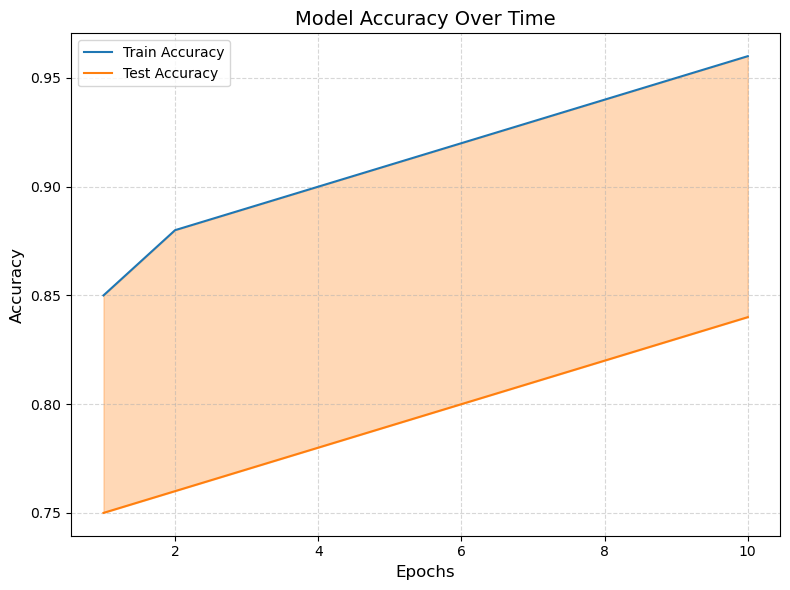 Model Accuracy Over Time
Train Accuracy
Test Accuracy
0.95
0.90
0.85
0.80
0.75
Accuracy
2 4 6 8 10
Epochs